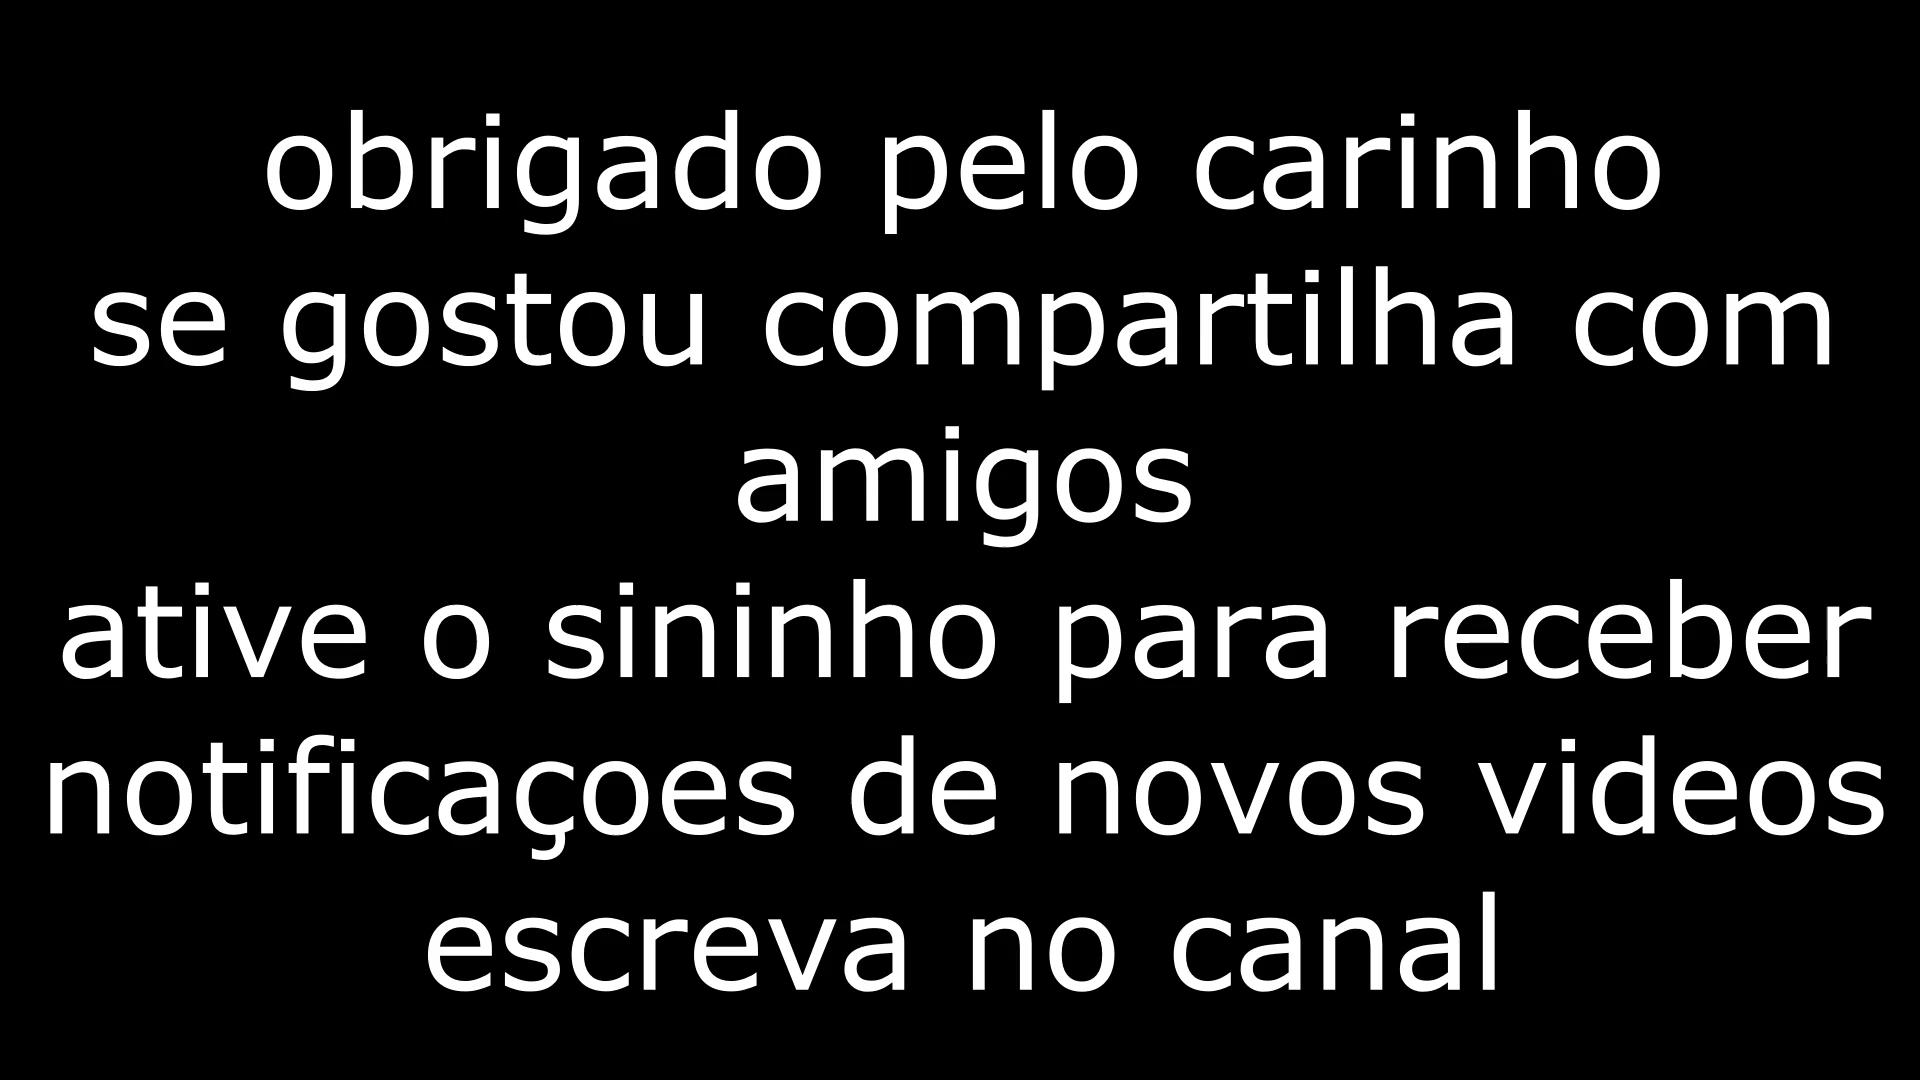 obrigado pelo carinho
se gostou compartilha com
amigos
ative o sininho para receber
notificaçoes de novos videos
escreva no canal